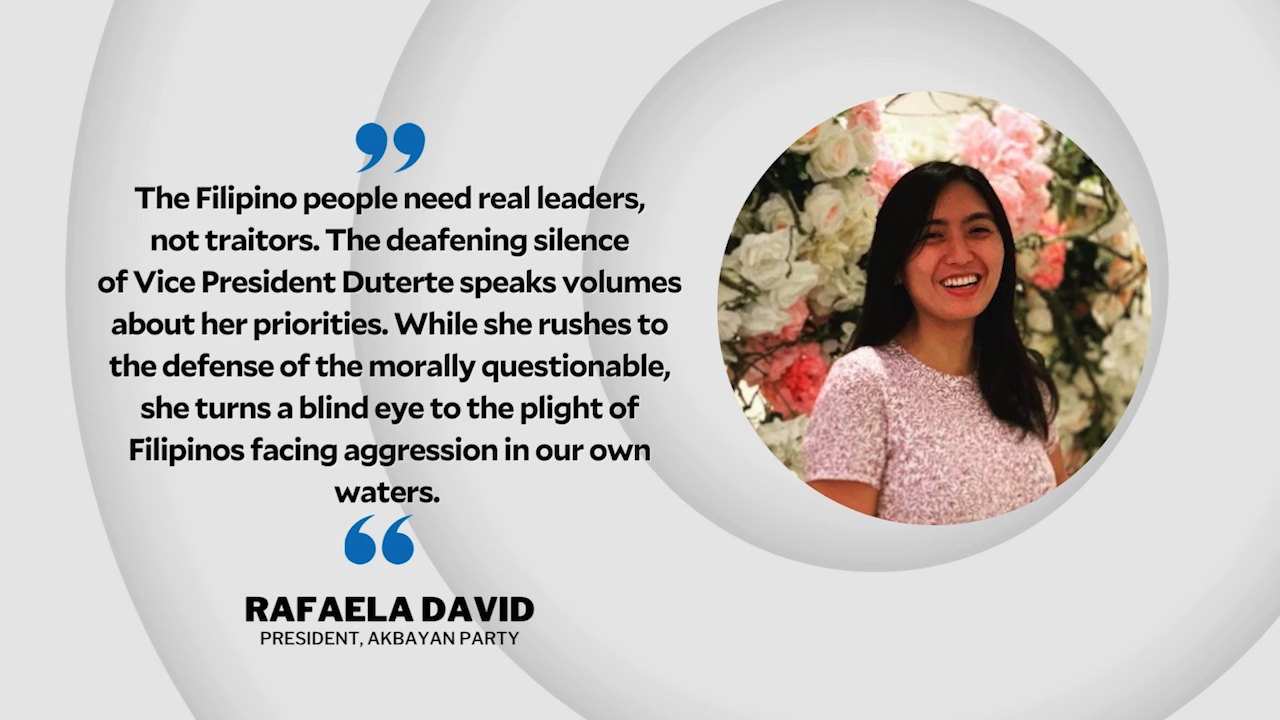 ”
The Filipino people need real leaders,
not traitors. The deafening silence
of Vice President Duterte speaks volumes
about her priorities. While she rushes to
the defense of the morally questionable,
she turns a blind eye to the plight of
Filipinos facing aggression in our own
waters.
“
RAFAELA DAVID
PRESIDENT, AKBAYAN PARTY